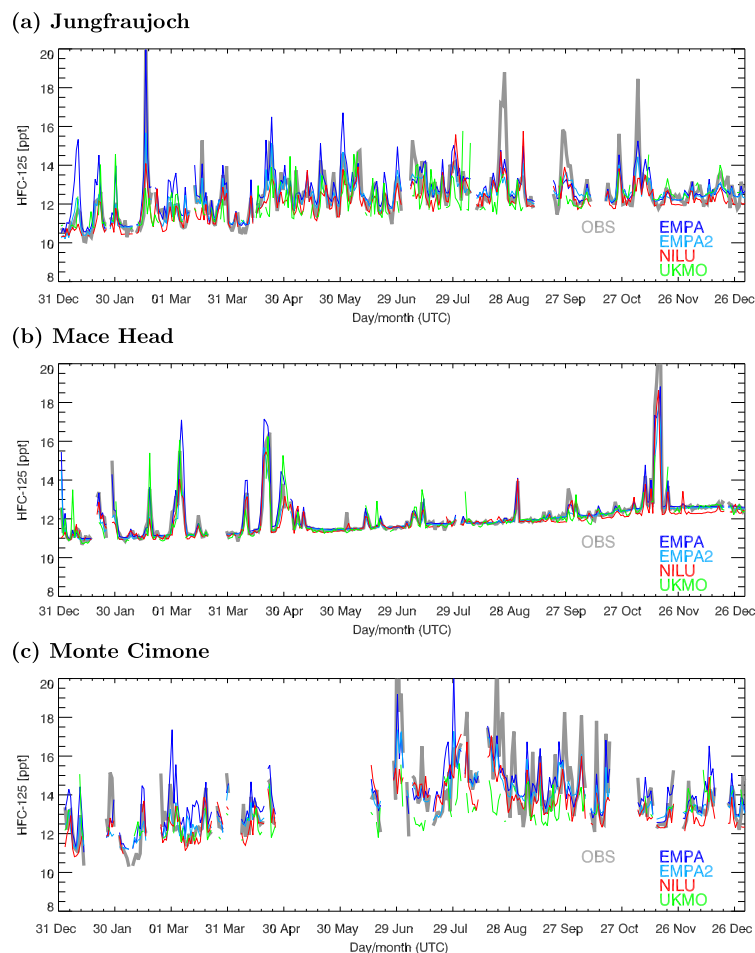 (a) Jungfraujoch
HFC-125 [ppt]
20
18
16
14
12
10
8
OBS
EMPA
EMPA2
NILU
UKMO
31 Dec 30 Jan 01 Mar 31 Mar 30 Apr 30 May 29 Jun 29 Jul 28 Aug 27 Sep 27 Oct 26 Nov 26 Dec
Day/month (UTC)
(b) Mace Head
HFC-125 [ppt]
20
18
16
14
12
10
8
OBS
EMPA
EMPA2
NILU
UKMO
31 Dec 30 Jan 01 Mar 31 Mar 30 Apr 30 May 29 Jun 29 Jul 28 Aug 27 Sep 27 Oct 26 Nov 26 Dec
Day/month (UTC)
(c) Monte Cimone
HFC-125 [ppt]
20
18
16
14
12
10
8
OBS
EMPA
EMPA2
NILU
UKMO
31 Dec 30 Jan 01 Mar 31 Mar 30 Apr 30 May 29 Jun 29 Jul 28 Aug 27 Sep 27 Oct 26 Nov 26 Dec
Day/month (UTC)